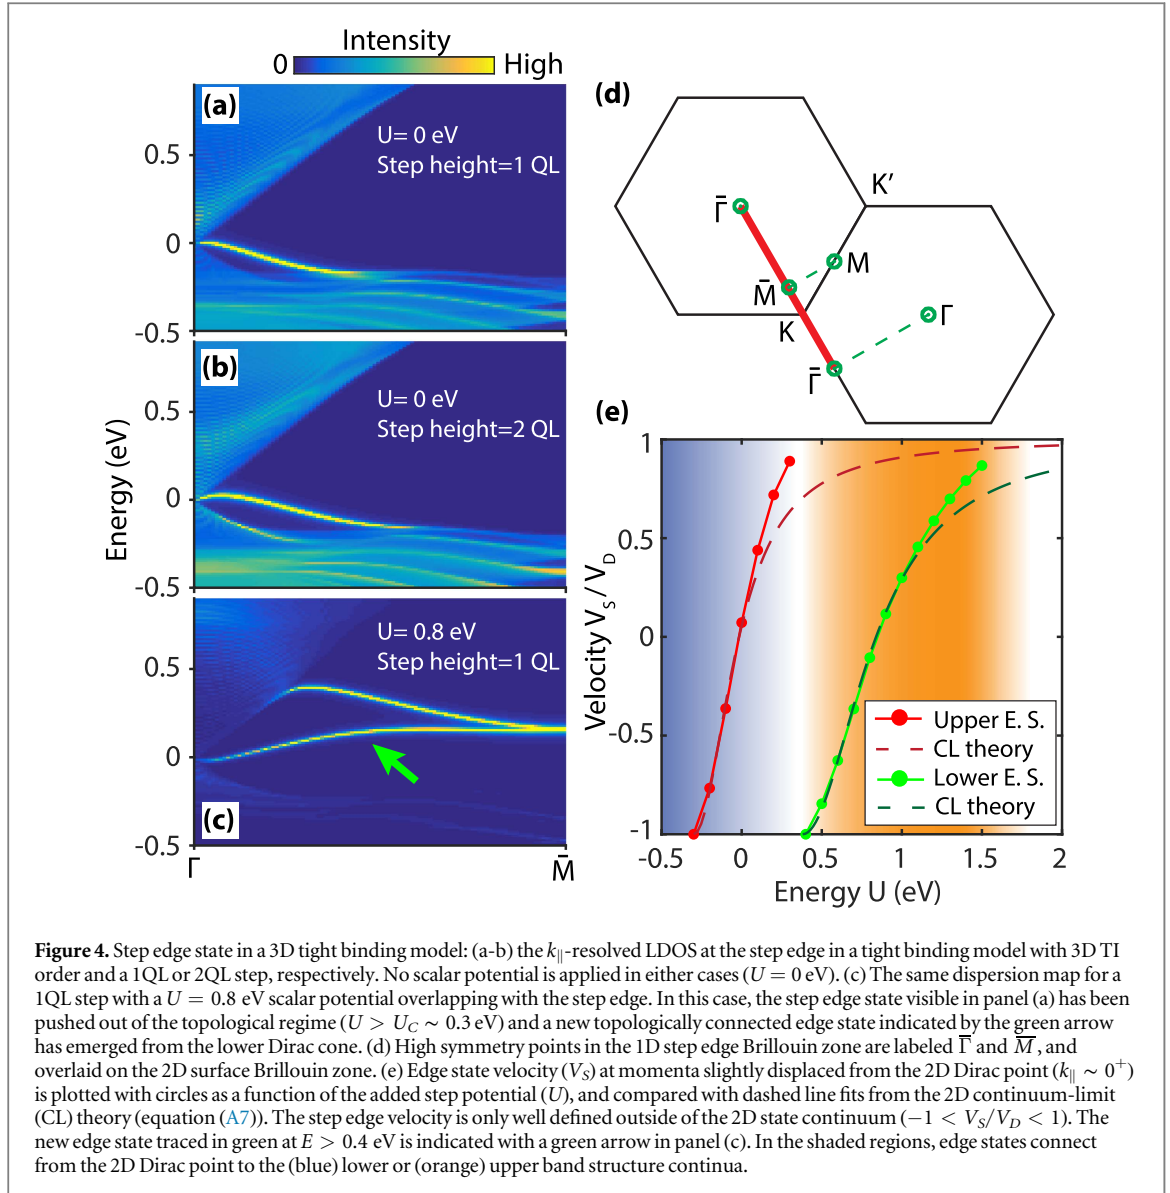 Intensity
0 High
(a)
U= 0 eV
Step height=1 QL
0.5
0
-0.5
(b)
U= 0 eV
Step height=2 QL
0.5
0
-0.5
Energy (eV)
U= 0.8 eV
Step height=1 QL
0.5
0
(c)
-0.5
Γ M̄
(d)
K′
Γ̄
M
M̄
K
Γ
Γ̄
(e)
1
0.5
0
-0.5
-1
Velocity V_S / V_D
Upper E. S.
CL theory
Lower E. S.
CL theory
-0.5 0 0.5 1 1.5 2
Energy U (eV)
Figure 4. Step edge state in a 3D tight binding model: (a-b) the k∥-resolved LDOS at the step edge in a tight binding model with 3D TI
order and a 1QL or 2QL step, respectively. No scalar potential is applied in either cases (U = 0 eV). (c) The same dispersion map for a
1QL step with a U = 0.8 eV scalar potential overlapping with the step edge. In this case, the step edge state visible in panel (a) has been
pushed out of the topological regime (U > U_C ∼ 0.3 eV) and a new topologically connected edge state indicated by the green arrow
has emerged from the lower Dirac cone. (d) High symmetry points in the 1D step edge Brillouin zone are labeled Γ̄ and M̄, and
overlaid on the 2D surface Brillouin zone. (e) Edge state velocity (V_S) at momenta slightly displaced from the 2D Dirac point (k∥ ∼ 0⁺)
is plotted with circles as a function of the added step potential (U), and compared with dashed line fits from the 2D continuum-limit
(CL) theory (equation (A7)). The step edge velocity is only well defined outside of the 2D state continuum (−1 < V_S/V_D < 1). The
new edge state traced in green at E > 0.4 eV is indicated with a green arrow in panel (c). In the shaded regions, edge states connect
from the 2D Dirac point to the (blue) lower or (orange) upper band structure continua.